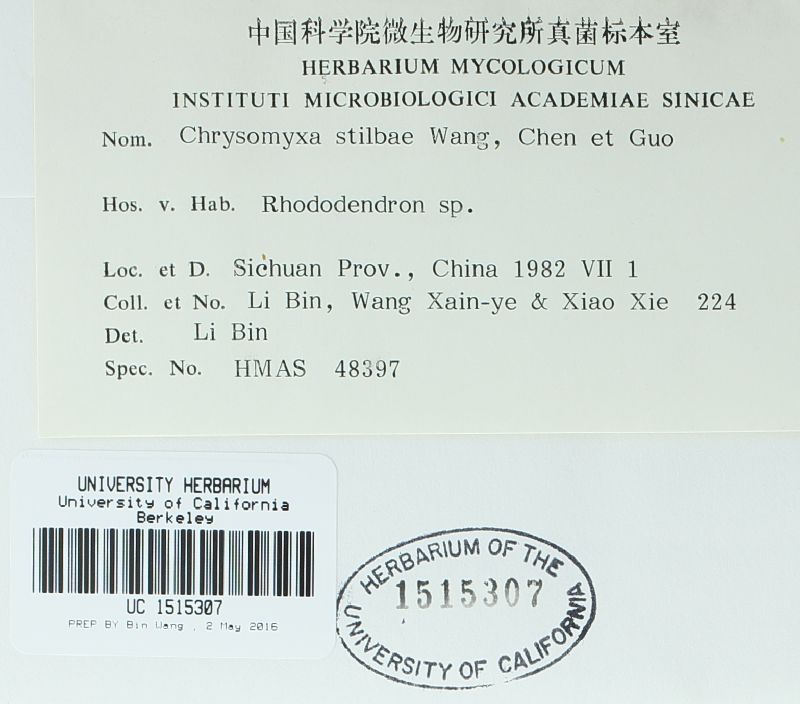 中国科学院微生物研究所真菌标本室
HERBARIUM MYCOLOGICUM
INSTITUTI MICROBIOLOGICI ACADEMIAE SINICAE
Nom. Chrysomyxa stilbae Wang, Chen et Guo
Hos. v. Hab. Rhododendron sp.
Loc. et D. Sichuan Prov., China 1982 VII 1
Coll. et No. Li Bin, Wang Xain-ye & Xiao Xie 224
Det. Li Bin
Spec. No. HMAS 48397
UNIVERSITY HERBARIUM
University of California
Berkeley
UC 1515307
PREP BY Bin Wang , 2 May 2016
HERBARIUM OF THE
1515307
UNIVERSITY OF CALIFORNIA